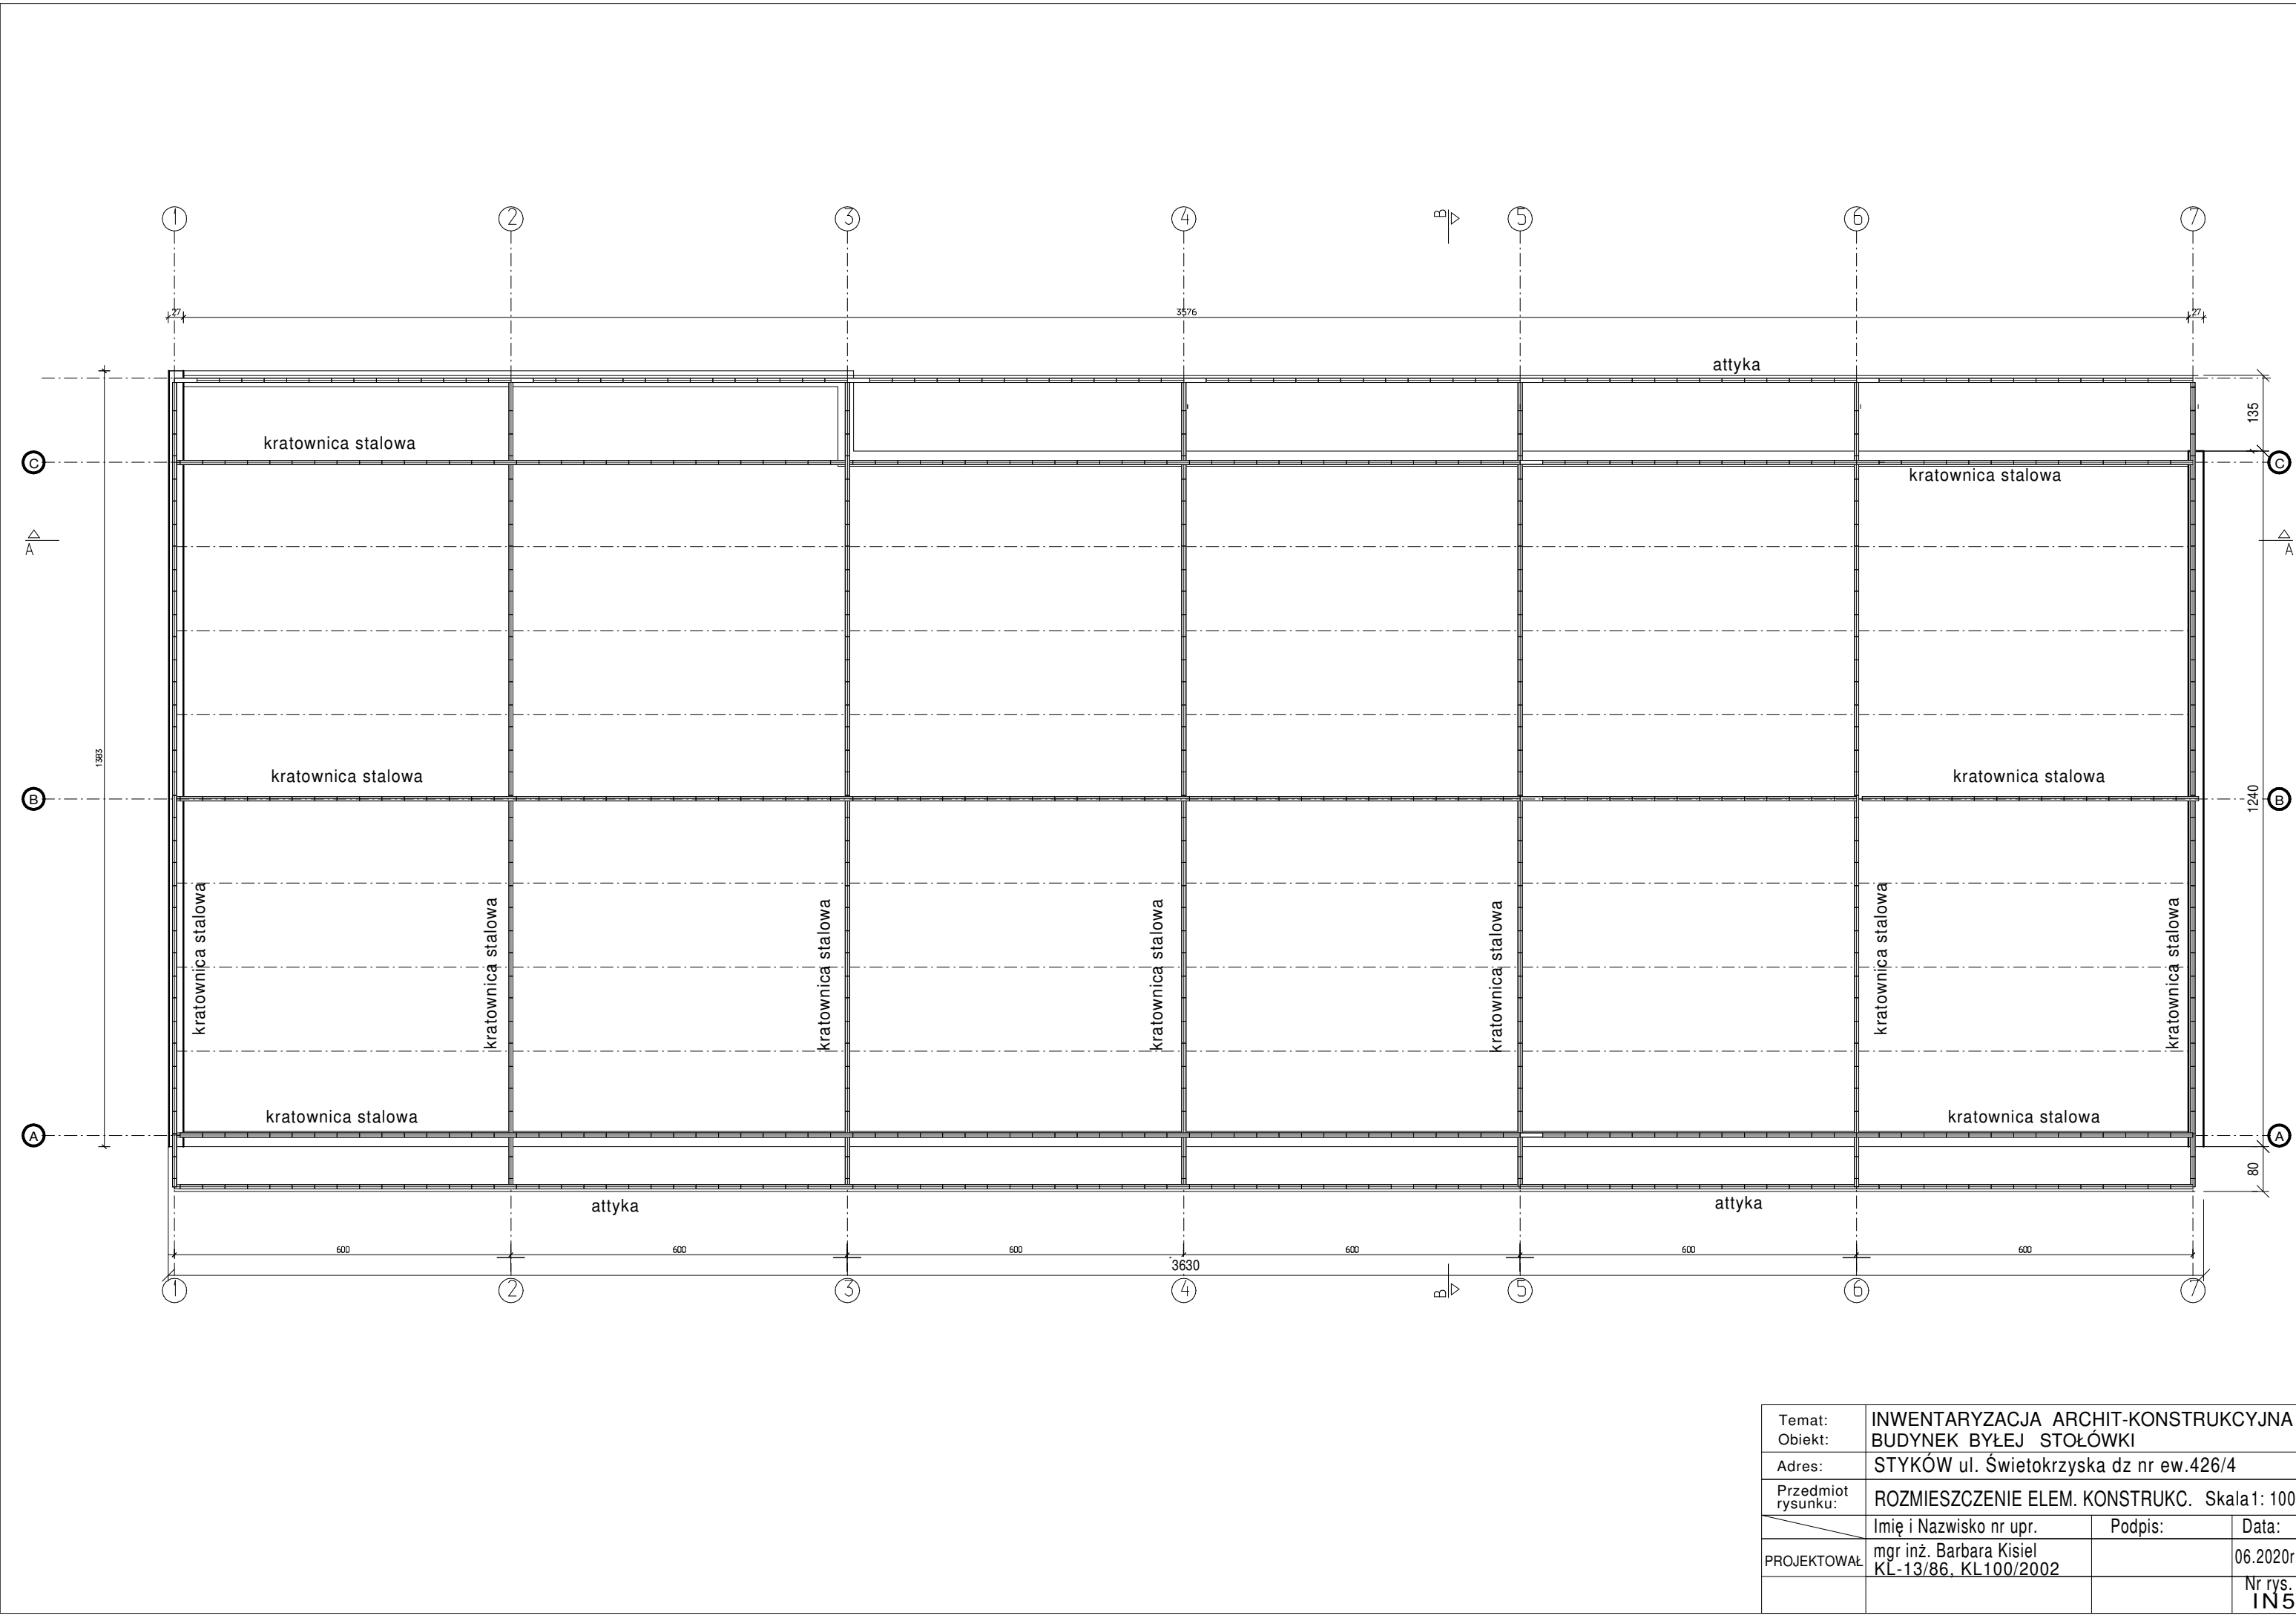 1 2 3 4 B 5 6 7
27 3576 27
attyka
135
kratownica stalowa
C C
kratownica stalowa
A A
1383
kratownica stalowa kratownica stalowa
B B
1240
kratownica stalowa kratownica stalowa kratownica stalowa kratownica stalowa kratownica stalowa kratownica stalowa kratownica stalowa
kratownica stalowa kratownica stalowa
A A
80
attyka attyka
600 600 600 600 600 600
3630
1 2 3 4 B 5 6 7
Temat: INWENTARYZACJA ARCHIT-KONSTRUKCYJNA
Obiekt: BUDYNEK BYŁEJ STOŁÓWKI
Adres: STYKÓW ul. Świetokrzyska dz nr ew.426/4
Przedmiot
rysunku: ROZMIESZCZENIE ELEM. KONSTRUKC. Skala1: 100
Imię i Nazwisko nr upr. Podpis: Data:
PROJEKTOWAŁ mgr inż. Barbara Kisiel 06.2020r
KL-13/86, KL100/2002
Nr rys.
IN5